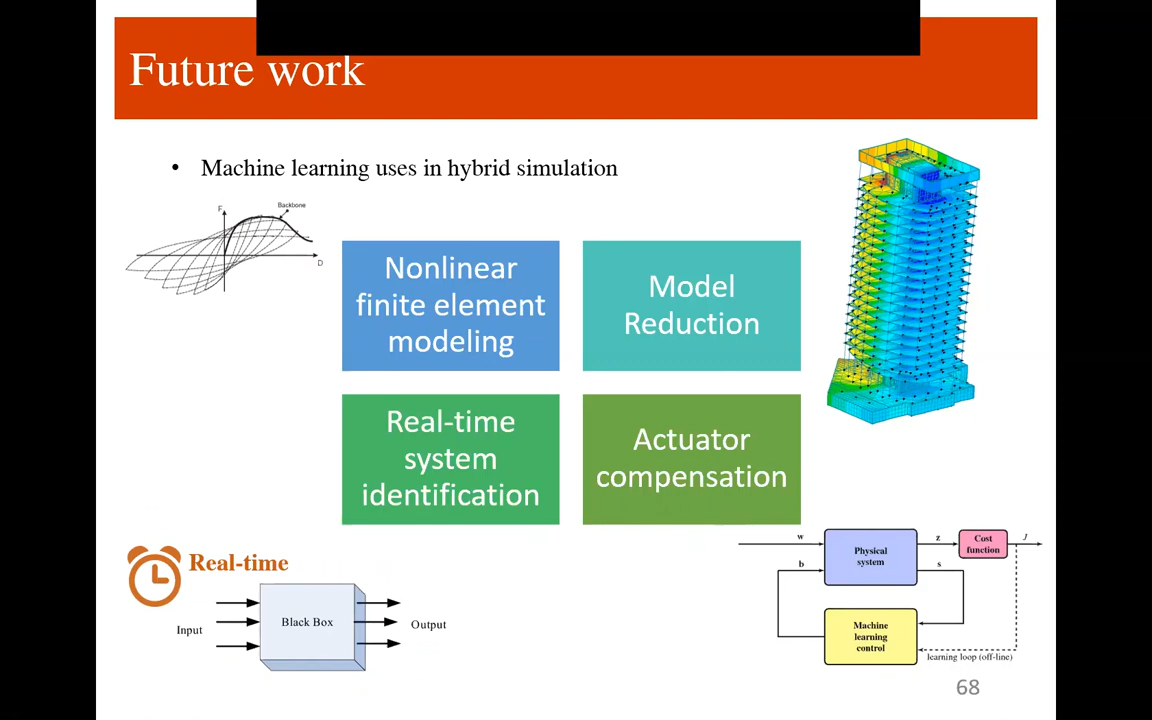 Future work
• Machine learning uses in hybrid simulation
F
Backbone
D
Nonlinear
finite element
modeling
Model
Reduction
Real-time
system
identification
Actuator
compensation
Real-time
Input
Black Box
Output
w
b
Physical
system
z
s
Cost
function
J
Machine
learning
control
learning loop (off-line)
68